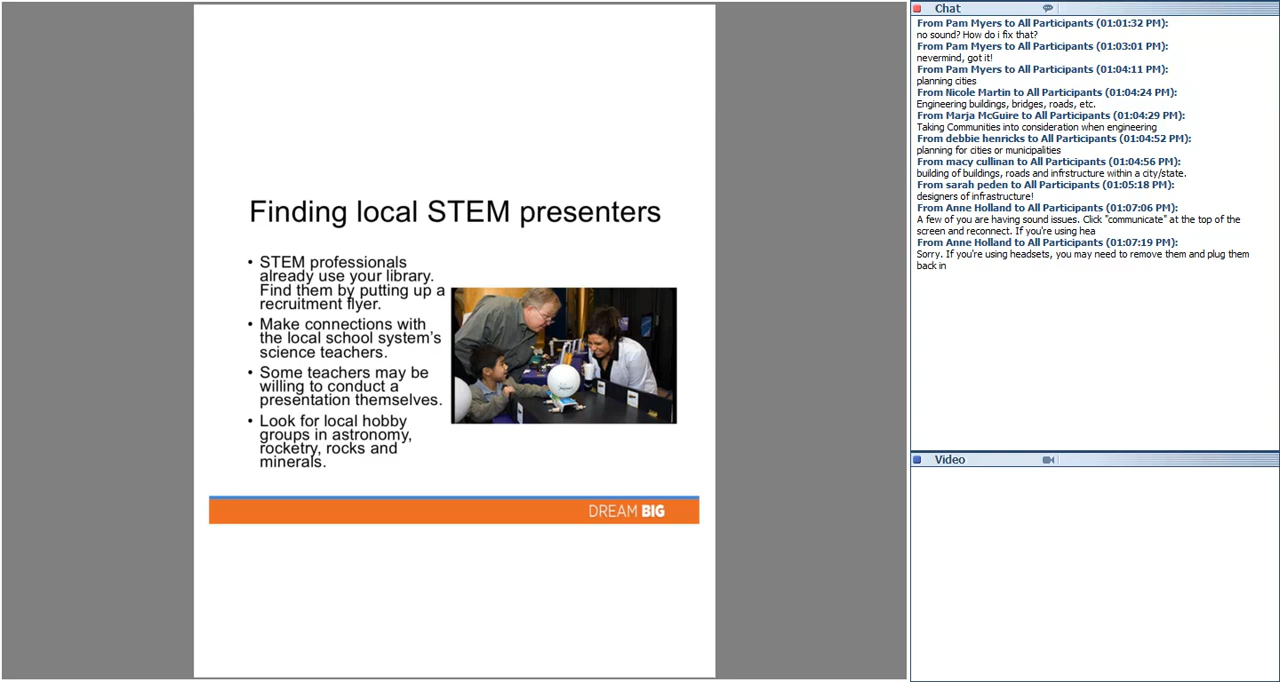 Finding local STEM presenters
• STEM professionals
already use your library.
Find them by putting up a
recruitment flyer.
• Make connections with
the local school system's
science teachers.
• Some teachers may be
willing to conduct a
presentation themselves.
• Look for local hobby
groups in astronomy,
rocketry, rocks and
minerals.
DREAM BIG
Chat
From Pam Myers to All Participants (01:01:32 PM):
no sound? How do i fix that?
From Pam Myers to All Participants (01:03:01 PM):
nevermind, got it!
From Pam Myers to All Participants (01:04:11 PM):
planning cities
From Nicole Martin to All Participants (01:04:24 PM):
Engineering buildings, bridges, roads, etc.
From Marja McGuire to All Participants (01:04:29 PM):
Taking Communities into consideration when engineering
From debbie henricks to All Participants (01:04:52 PM):
planning for cities or municipalities
From macy cullinan to All Participants (01:04:56 PM):
building of buildings, roads and infrstructure within a city/state.
From sarah peden to All Participants (01:05:18 PM):
designers of infrastructure!
From Anne Holland to All Participants (01:07:06 PM):
A few of you are having sound issues. Click "communicate" at the top of the
screen and reconnect. If you're using hea
From Anne Holland to All Participants (01:07:19 PM):
Sorry. If you're using headsets, you may need to remove them and plug them
back in
Video